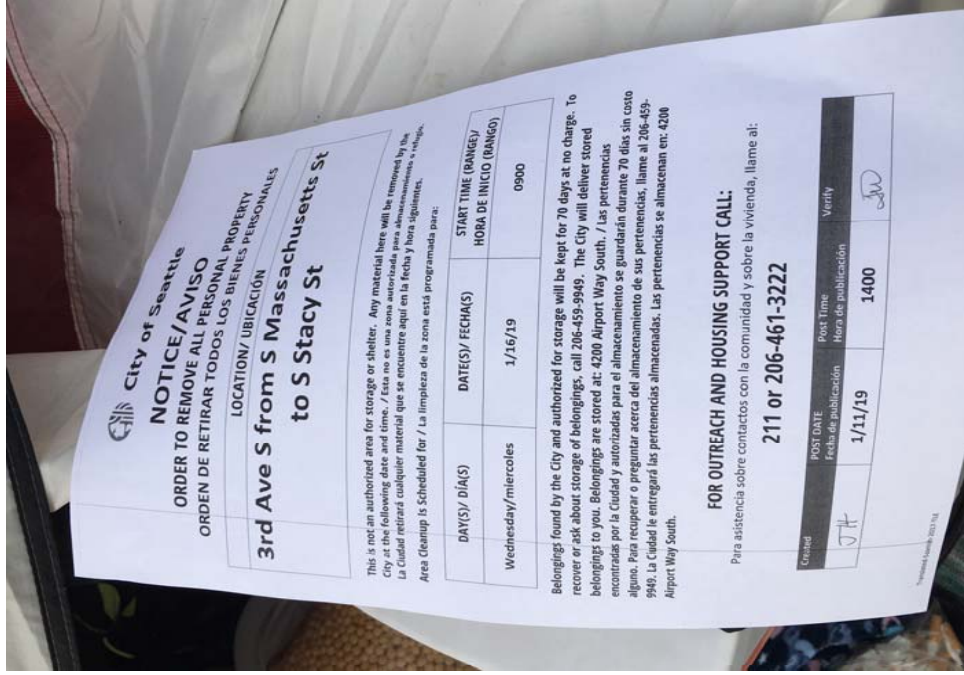 City of Seattle
NOTICE/AVISO
ORDER TO REMOVE ALL PERSONAL PROPERTY
ORDEN DE RETIRAR TODOS LOS BIENES PERSONALES
LOCATION/ UBICACIÓN
3rd Ave S from S Massachusetts St
to S Stacy St
This is not an authorized area for storage or shelter. Any material here will be removed by the
City at the following date and time. / Esta no es una zona autorizada para almacenamiento o refugio.
La Ciudad retirará cualquier material que se encuentre aquí en la fecha y hora siguientes.
Area Cleanup Is Scheduled for / La limpieza de la zona está programada para:
DAY(S)/ DÍA(S) DATE(S)/ FECHA(S) START TIME (RANGE)/
HORA DE INICIO (RANGO)
Wednesday/miercoles 1/16/19 0900
Belongings found by the City and authorized for storage will be kept for 70 days at no charge. To
recover or ask about storage of belongings, call 206-459-9949. The City will deliver stored
belongings to you. Belongings are stored at: 4200 Airport Way South. / Las pertenencias
encontradas por la Ciudad y autorizadas para el almacenamiento se guardarán durante 70 días sin costo
alguno. Para recuperar o preguntar acerca del almacenamiento de sus pertenencias, llame al 206-459-
9949. La Ciudad le entregará las pertenencias almacenadas. Las pertenencias se almacenan en: 4200
Airport Way South.
FOR OUTREACH AND HOUSING SUPPORT CALL:
Para asistencia sobre contactos con la comunidad y sobre la vivienda, llame al:
211 or 206-461-3222
Created POST DATE Post Time Verify
Fecha de publicación Hora de publicación
JH 1/11/19 1400